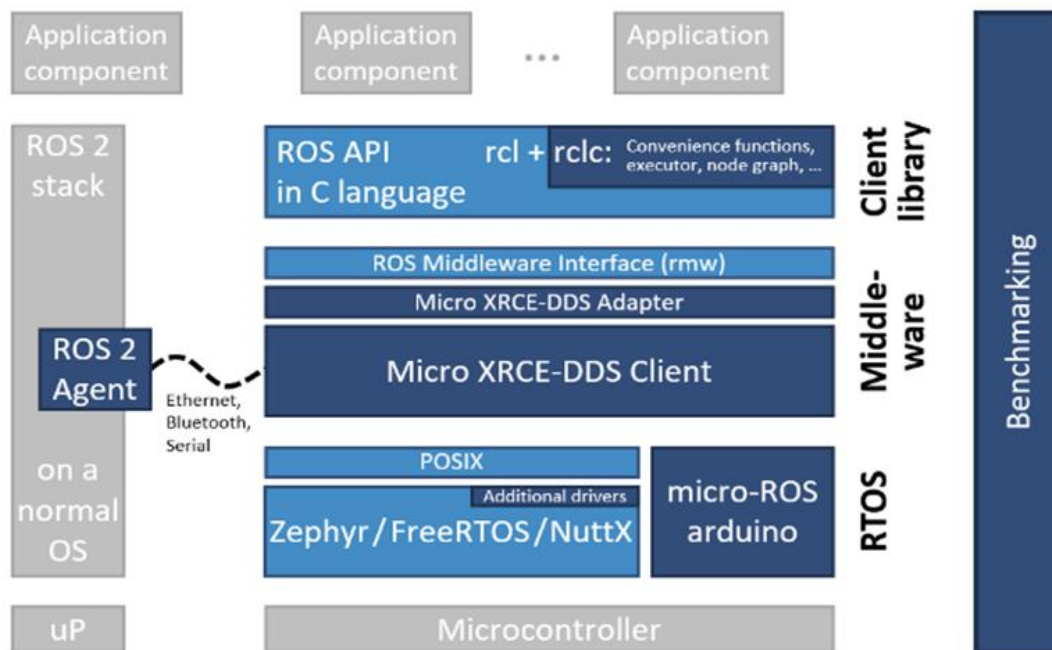 Application
component
Application
component
...
Application
component
ROS 2
stack
ROS API
in C language
rcl + rclc:
Convenience functions,
executor, node graph, ...
Client
library
ROS Middleware Interface (rmw)
Micro XRCE-DDS Adapter
Micro XRCE-DDS Client
Middle-
ware
ROS 2
Agent
Ethernet,
Bluetooth,
Serial
on a
normal
OS
POSIX
Additional drivers
Zephyr/FreeRTOS/NuttX
micro-ROS
arduino
RTOS
uP
Microcontroller
Benchmarking